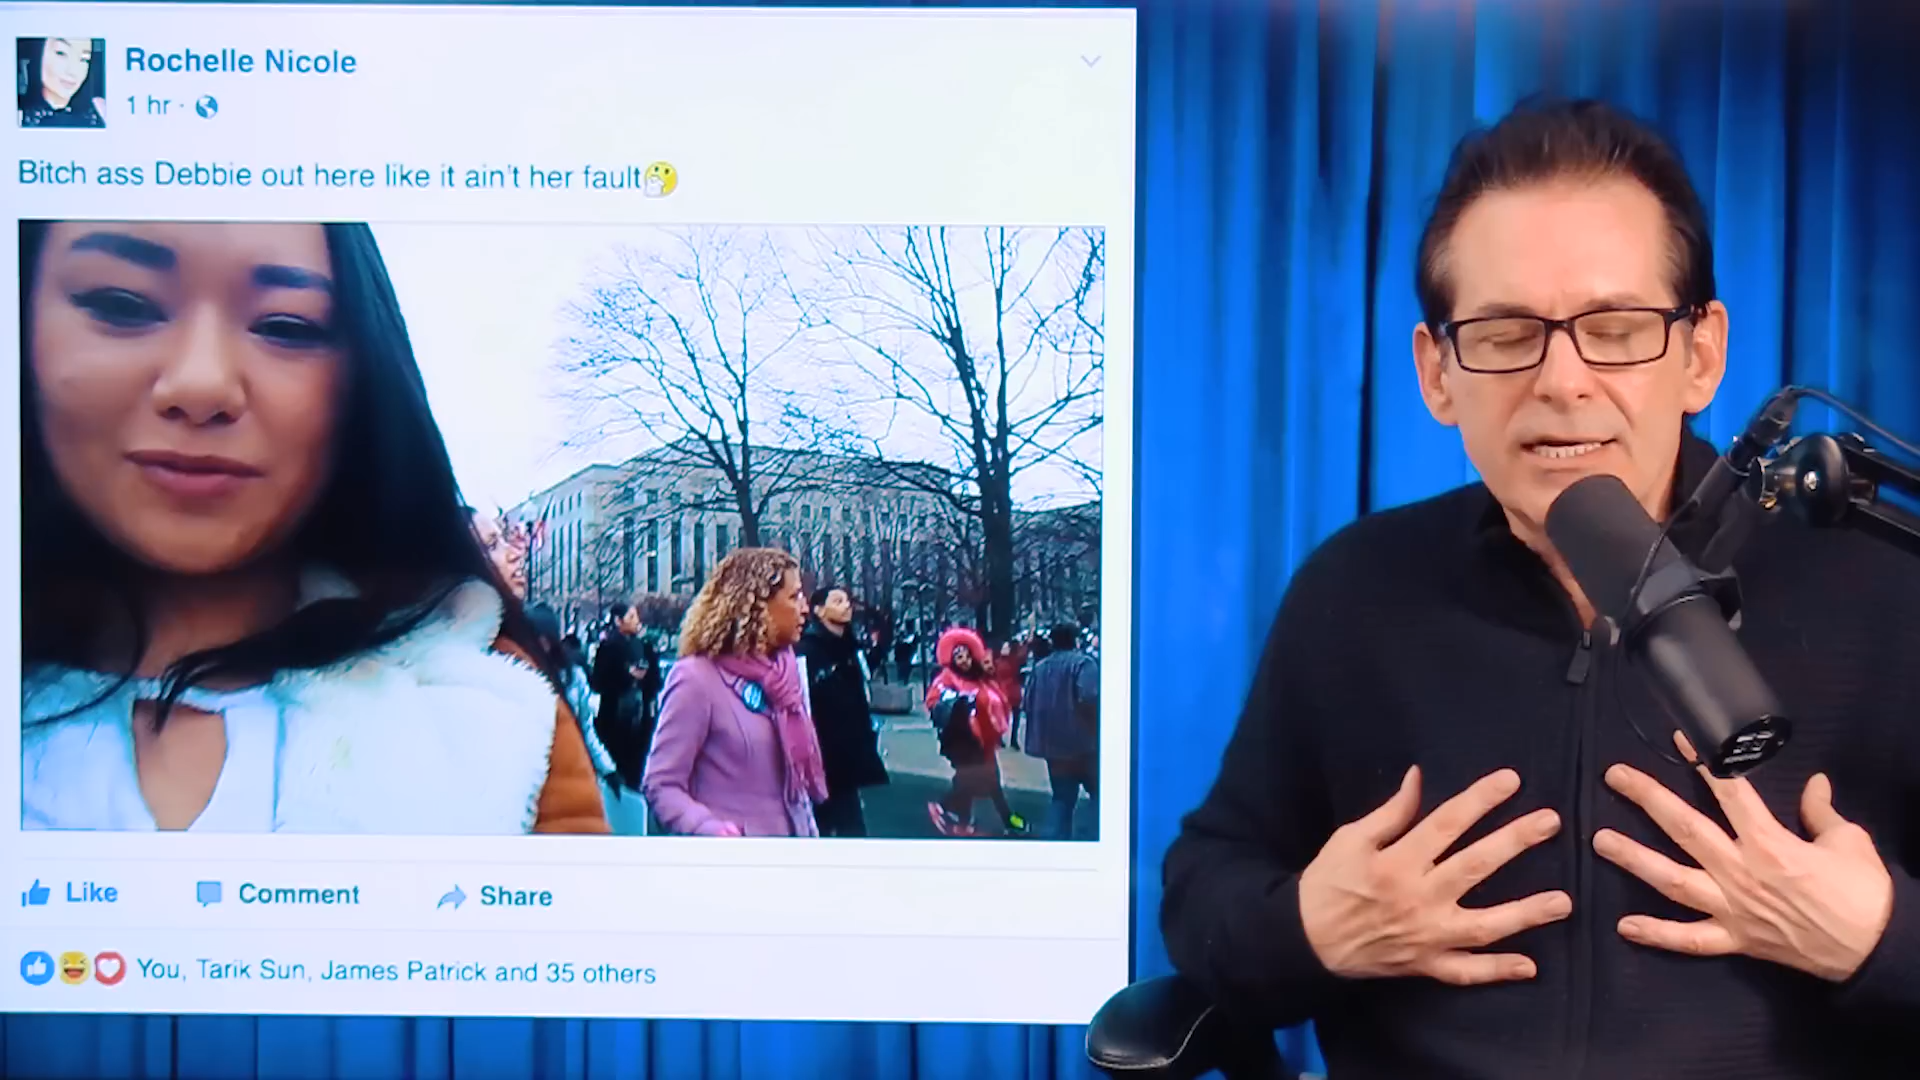 Rochelle Nicole
1 hr ·
Bitch ass Debbie out here like it ain't her fault🤔
Like Comment Share
You, Tarik Sun, James Patrick and 35 others